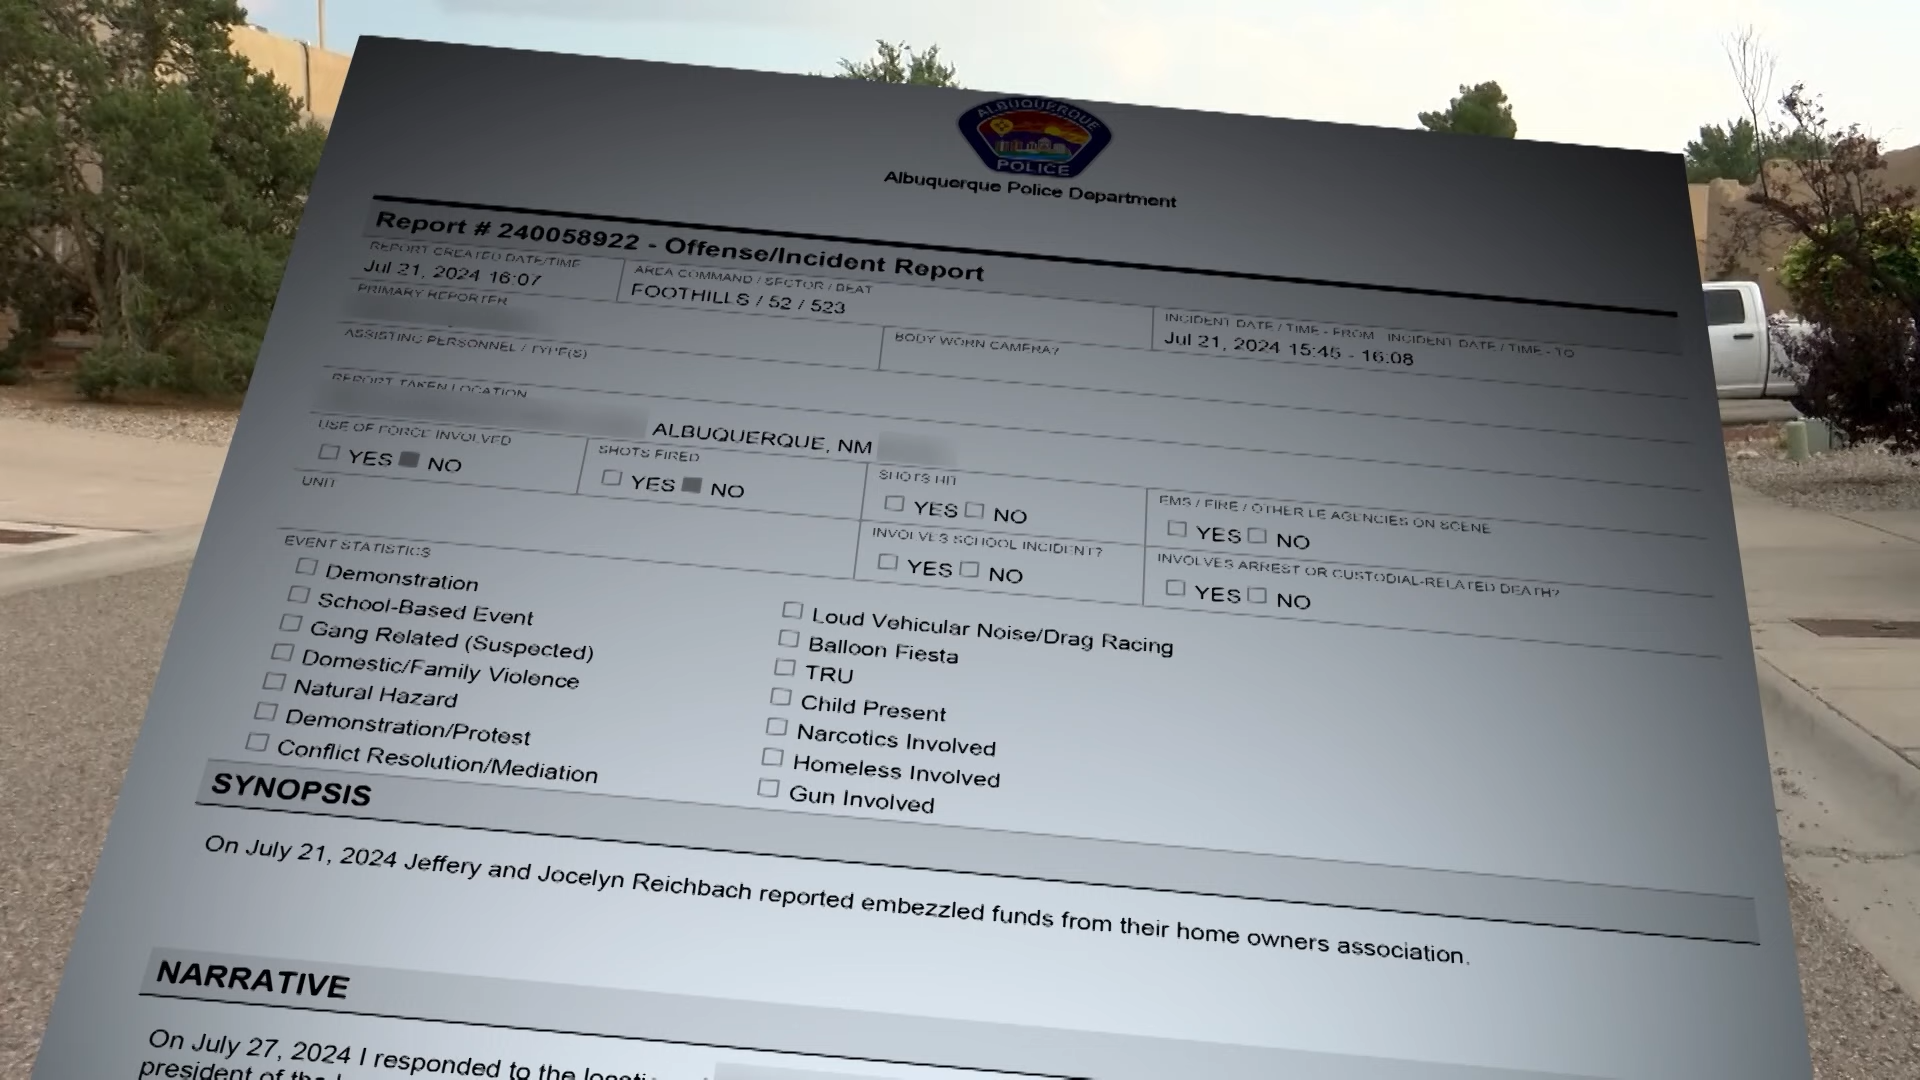 ALBUQUERQUE
POLICE
Albuquerque Police Department
Report # 240058922 - Offense/Incident Report
REPORT CREATED DATE/TIME
Jul 21, 2024 16:07
AREA COMMAND / SECTOR / BEAT
FOOTHILLS / 52 / 523
INCIDENT DATE / TIME - FROM INCIDENT DATE / TIME - TO
Jul 21, 2024 15:45 - 16:08
PRIMARY REPORTER
ASSISTING PERSONNEL / TYPE(S)
BODY WORN CAMERA?
REPORT TAKEN LOCATION
ALBUQUERQUE, NM
USE OF FORCE INVOLVED
YES NO
SHOTS FIRED
YES NO
SHOTS HIT
YES NO
EMS / FIRE / OTHER LE AGENCIES ON SCENE
YES NO
UNIT
INVOLVES SCHOOL INCIDENT?
YES NO
INVOLVES ARREST OR CUSTODIAL-RELATED DEATH?
YES NO
EVENT STATISTICS
Demonstration
School-Based Event
Gang Related (Suspected)
Domestic/Family Violence
Natural Hazard
Demonstration/Protest
Conflict Resolution/Mediation
Loud Vehicular Noise/Drag Racing
Balloon Fiesta
TRU
Child Present
Narcotics Involved
Homeless Involved
Gun Involved
SYNOPSIS
On July 21, 2024 Jeffery and Jocelyn Reichbach reported embezzled funds from their home owners association.
NARRATIVE
On July 27, 2024 I responded to the
president of the